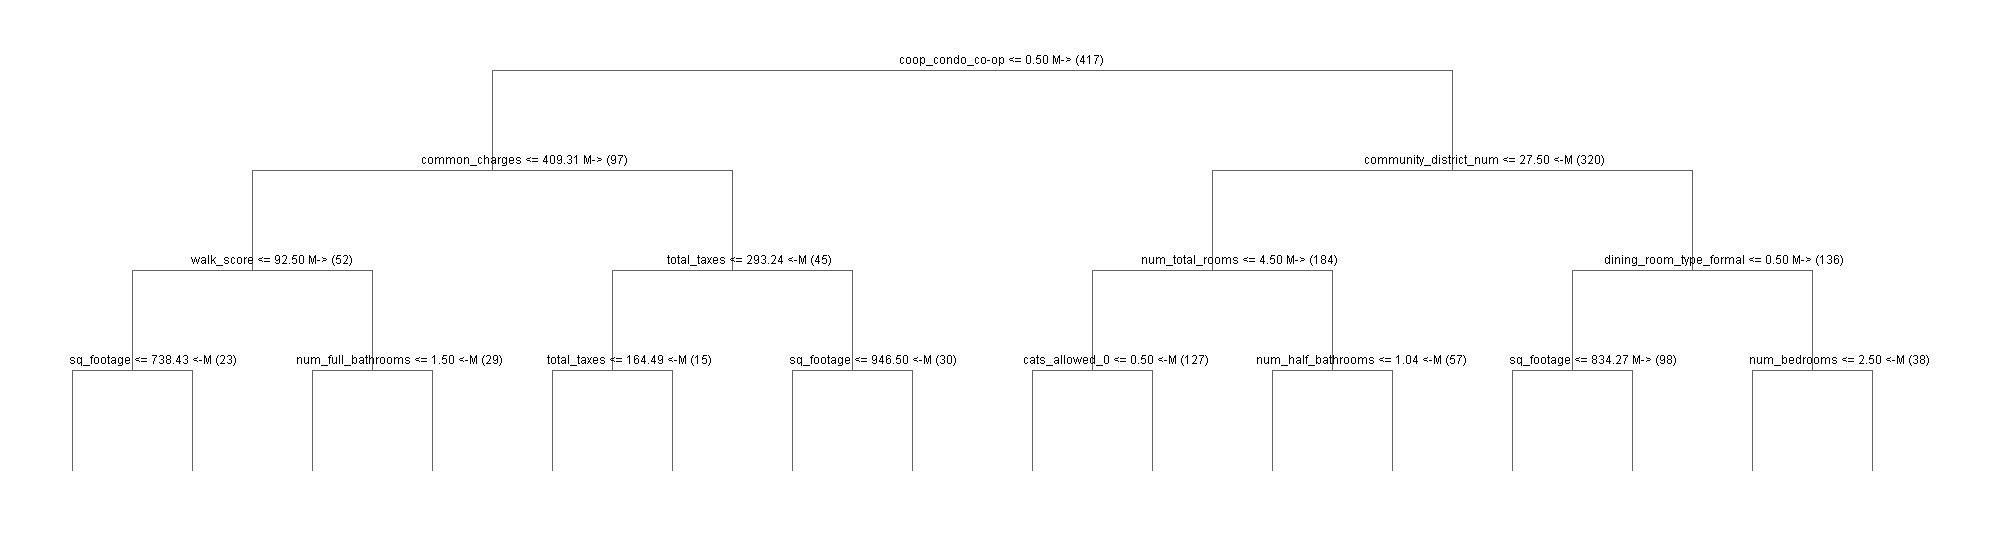 coop_condo_co-op <= 0.50 M-> (417)
common_charges <= 409.31 M-> (97)
community_district_num <= 27.50 <-M (320)
walk_score <= 92.50 M-> (52)
total_taxes <= 293.24 <-M (45)
num_total_rooms <= 4.50 M-> (184)
dining_room_type_formal <= 0.50 M-> (136)
sq_footage <= 738.43 <-M (23)
num_full_bathrooms <= 1.50 <-M (29)
total_taxes <= 164.49 <-M (15)
sq_footage <= 946.50 <-M (30)
cats_allowed_0 <= 0.50 <-M (127)
num_half_bathrooms <= 1.04 <-M (57)
sq_footage <= 834.27 M-> (98)
num_bedrooms <= 2.50 <-M (38)